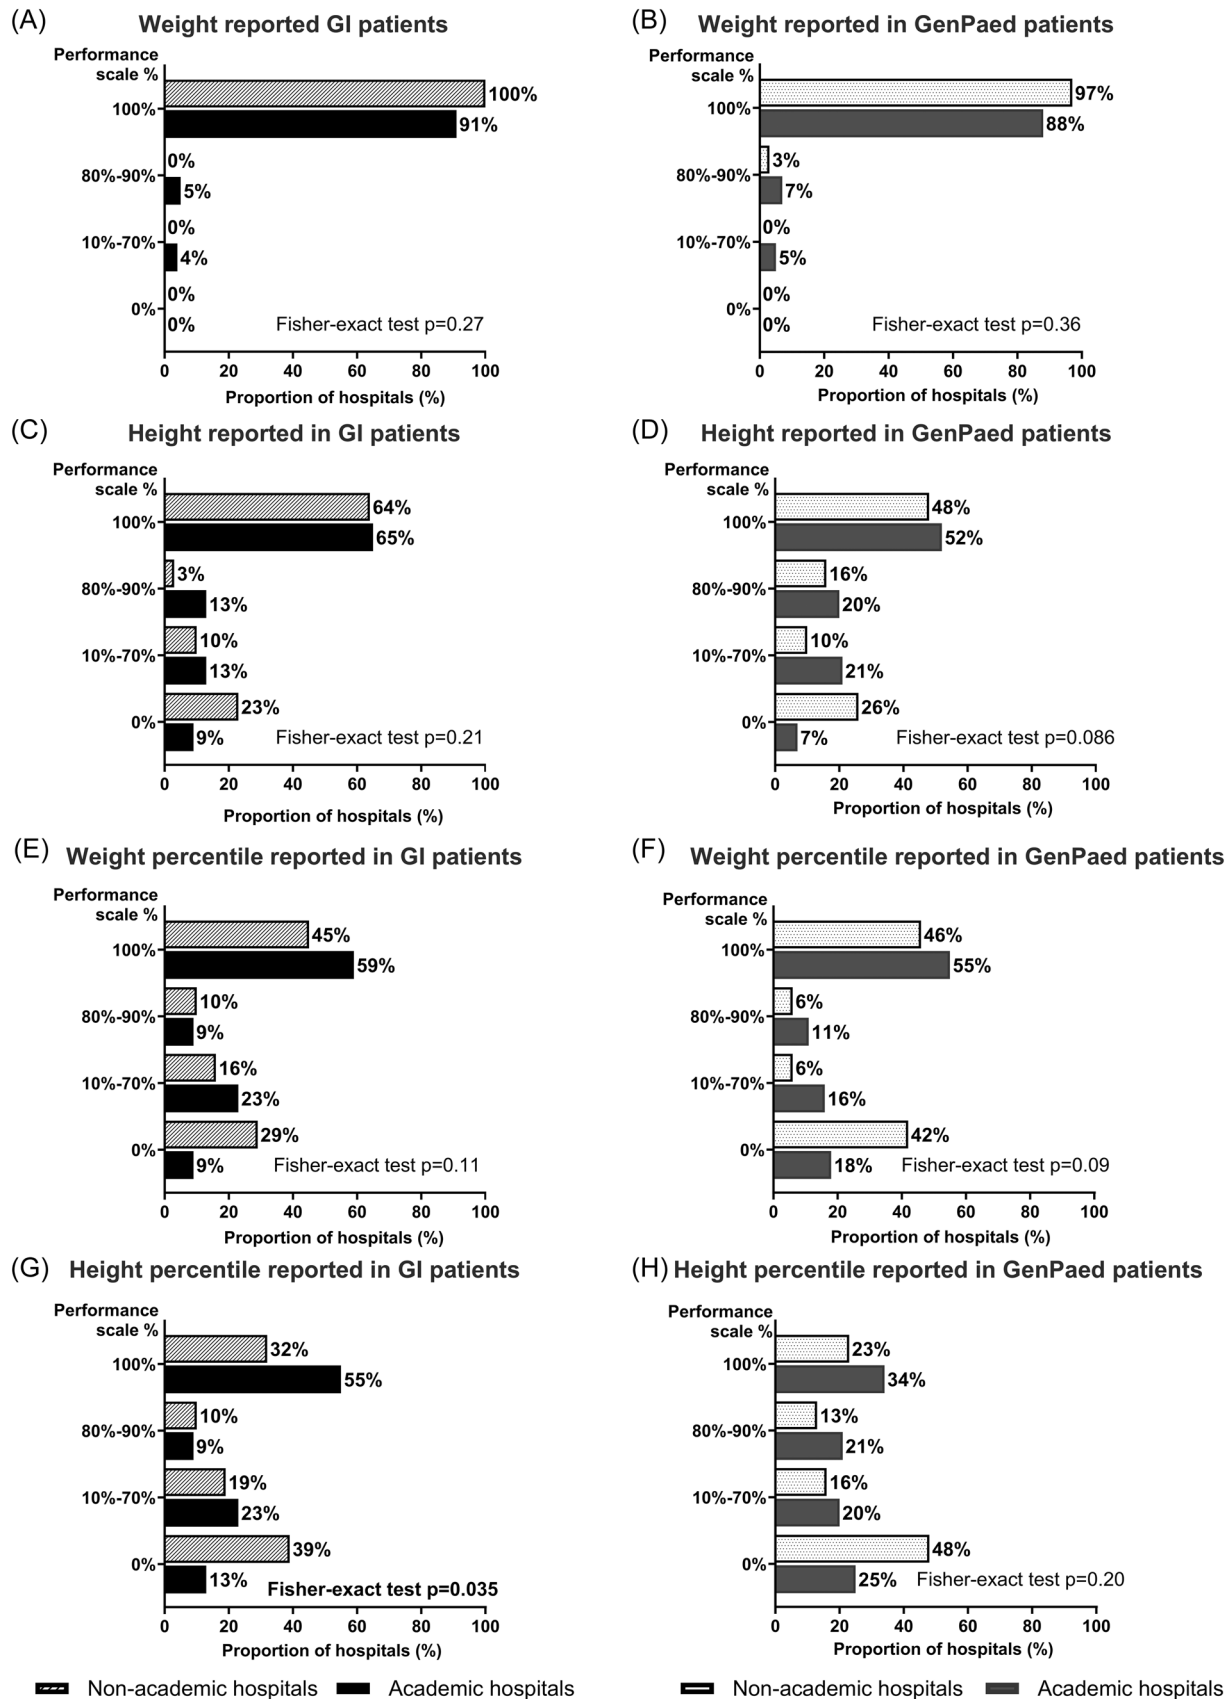 (A) Weight reported GI patients
Performance
scale %
100%
100%
91%
80%-90%
0%
5%
10%-70%
0%
4%
0%
0%
0%
Fisher-exact test p=0.27
0 20 40 60 80 100
Proportion of hospitals (%)
(B) Weight reported in GenPaed patients
Performance
scale %
97%
100%
88%
3%
80%-90%
7%
0%
10%-70%
5%
0%
0%
0%
Fisher-exact test p=0.36
0 20 40 60 80 100
Proportion of hospitals (%)
(C) Height reported in GI patients
Performance
scale %
64%
100%
65%
3%
80%-90%
13%
10%
10%-70%
13%
23%
0%
9%
Fisher-exact test p=0.21
0 20 40 60 80 100
Proportion of hospitals (%)
(D) Height reported in GenPaed patients
Performance
scale %
48%
100%
52%
16%
80%-90%
20%
10%
10%-70%
21%
26%
0%
7%
Fisher-exact test p=0.086
0 20 40 60 80 100
Proportion of hospitals (%)
(E) Weight percentile reported in GI patients
Performance
scale %
45%
100%
59%
10%
80%-90%
9%
16%
10%-70%
23%
29%
0%
9%
Fisher-exact test p=0.11
0 20 40 60 80 100
Proportion of hospitals (%)
(F) Weight percentile reported in GenPaed patients
Performance
scale %
46%
100%
55%
6%
80%-90%
11%
6%
10%-70%
16%
42%
0%
18%
Fisher-exact test p=0.09
0 20 40 60 80 100
Proportion of hospitals (%)
(G) Height percentile reported in GI patients
Performance
scale %
32%
100%
55%
10%
80%-90%
9%
19%
10%-70%
23%
39%
0%
13%
Fisher-exact test p=0.035
0 20 40 60 80 100
Proportion of hospitals (%)
(H) Height percentile reported in GenPaed patients
Performance
scale %
23%
100%
34%
13%
80%-90%
21%
16%
10%-70%
20%
48%
0%
25%
Fisher-exact test p=0.20
0 20 40 60 80 100
Proportion of hospitals (%)
Non-academic hospitals Academic hospitals
Non-academic hospitals Academic hospitals